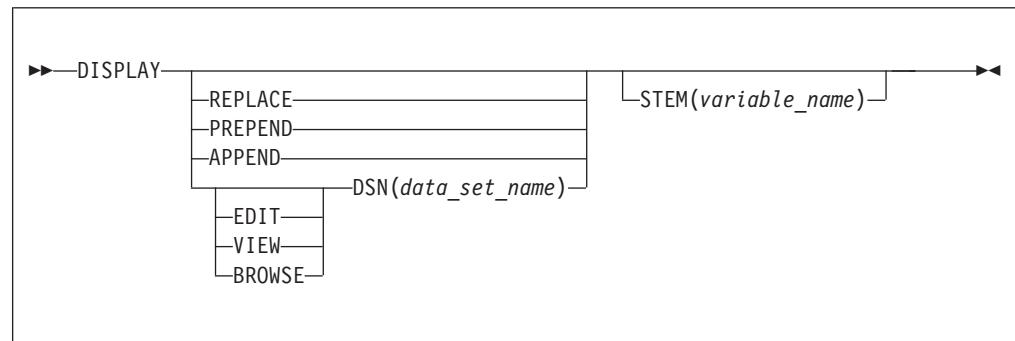 DISPLAY
REPLACE STEM(variable_name)
PREPEND
APPEND
DSN(data_set_name)
EDIT
VIEW
BROWSE